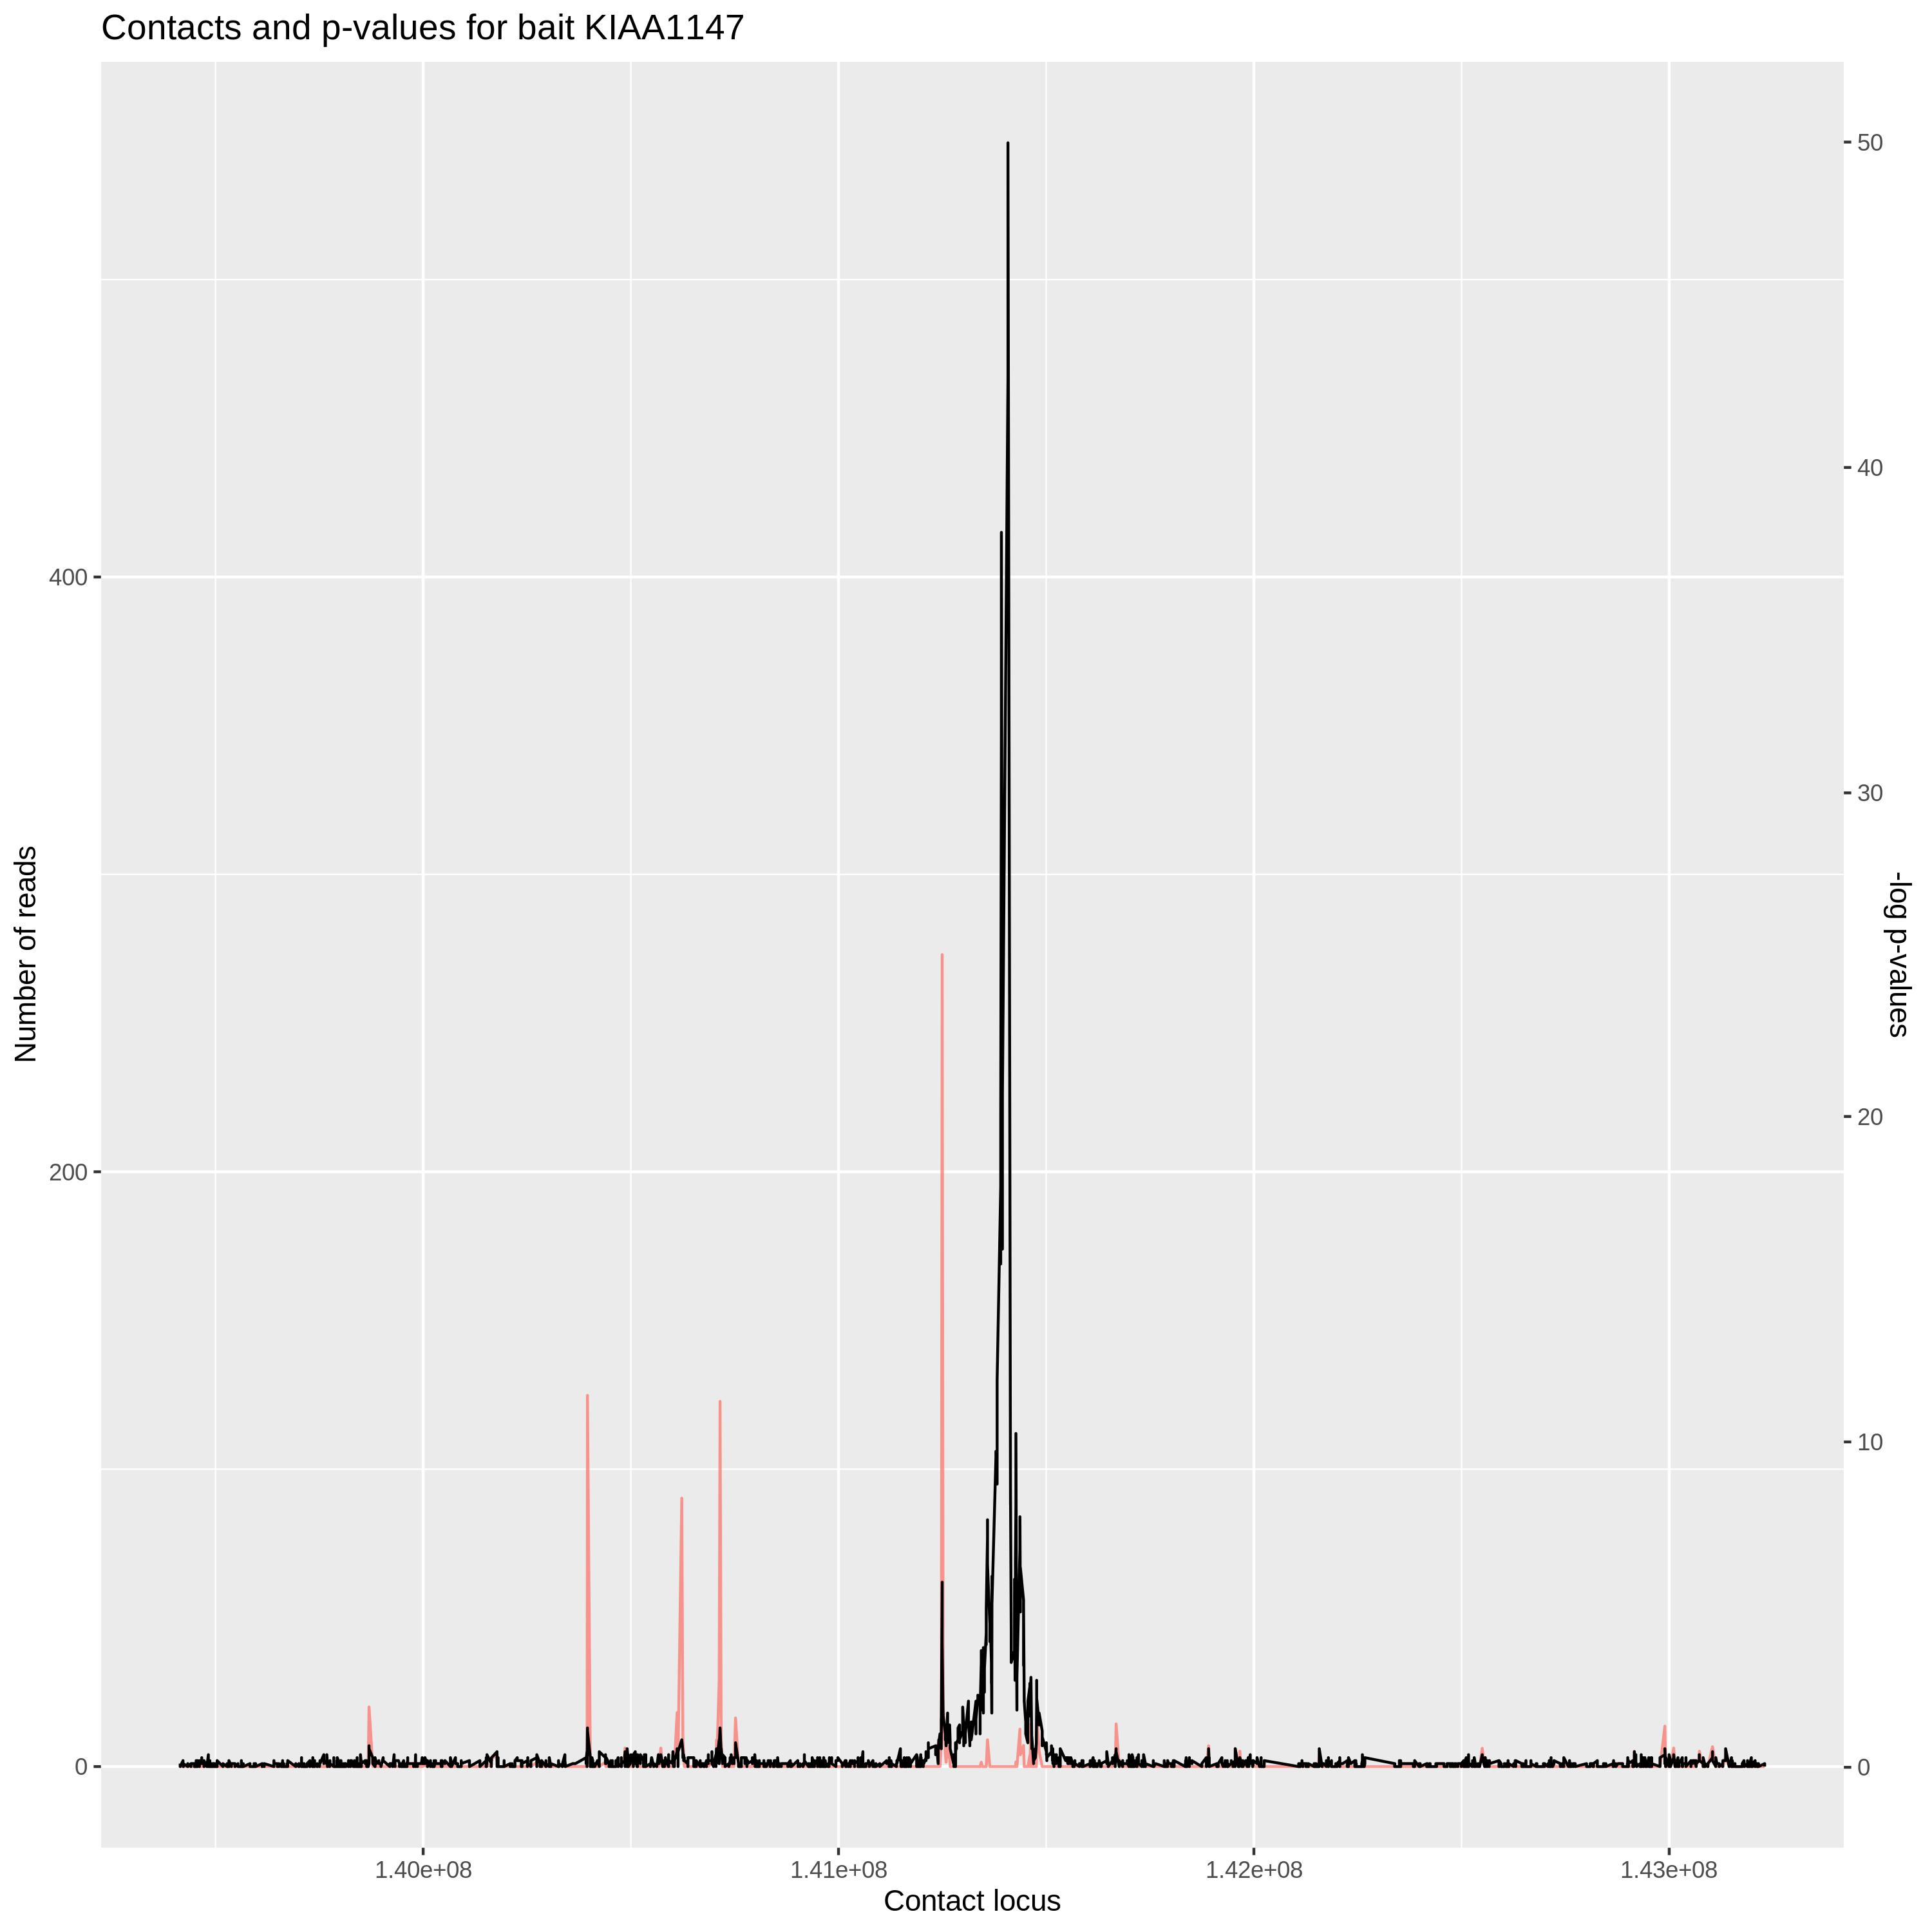 Contacts and p-values for bait KIAA1147
Number of reads
400
200
0
50
40
30
20
10
0
-log p-values
1.40e+08
1.41e+08
1.42e+08
1.43e+08
Contact locus